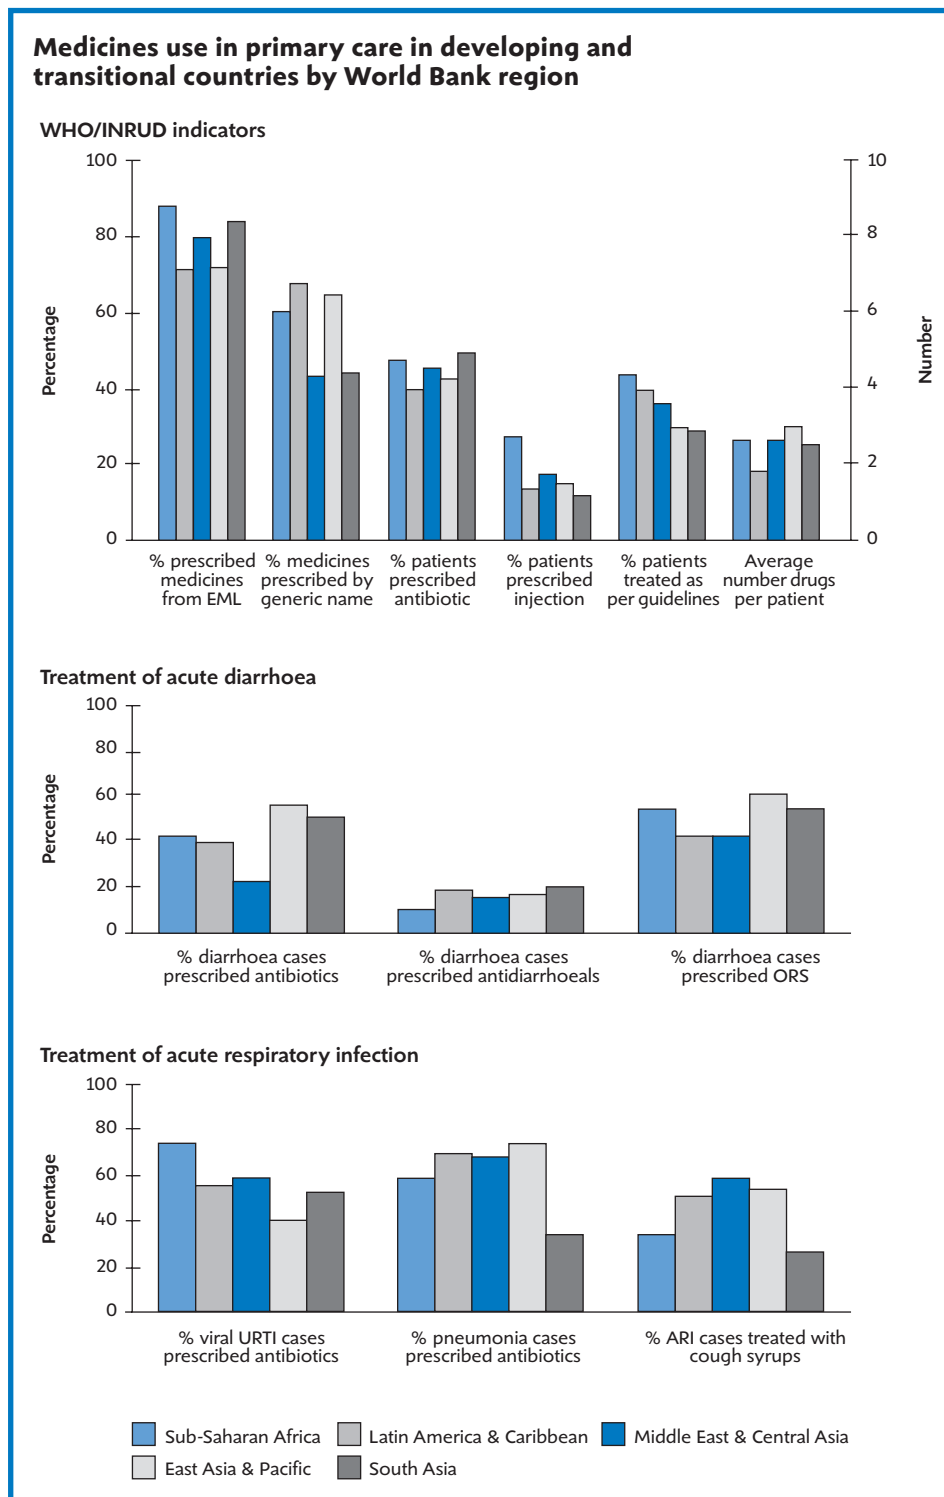 Medicines use in primary care in developing and
transitional countries by World Bank region
WHO/INRUD indicators
Percentage
100
80
60
40
20
0
10
8
6
4
2
0
Number
% prescribed
medicines
from EML
% medicines
prescribed by
generic name
% patients
prescribed
antibiotic
% patients
prescribed
injection
% patients
treated as
per guidelines
Average
number drugs
per patient
Treatment of acute diarrhoea
Percentage
100
80
60
40
20
0
% diarrhoea cases
prescribed antibiotics
% diarrhoea cases
prescribed antidiarrhoeals
% diarrhoea cases
prescribed ORS
Treatment of acute respiratory infection
Percentage
100
80
60
40
20
0
% viral URTI cases
prescribed antibiotics
% pneumonia cases
prescribed antibiotics
% ARI cases treated with
cough syrups
Sub-Saharan Africa
Latin America & Caribbean
Middle East & Central Asia
East Asia & Pacific
South Asia